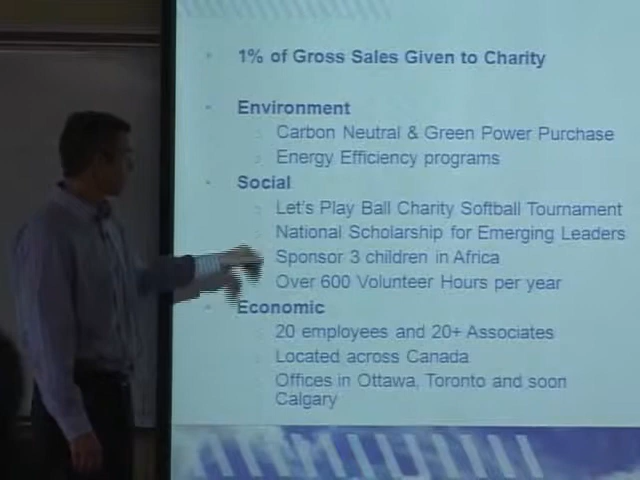 1% of Gross Sales Given to Charity
Environment
Carbon Neutral & Green Power Purchase
Energy Efficiency programs
Social
Let's Play Ball Charity Softball Tournament
National Scholarship for Emerging Leaders
Sponsor 3 children in Africa
Over 600 Volunteer Hours per year
Economic
20 employees and 20+ Associates
Located across Canada
Offices in Ottawa, Toronto and soon
Calgary